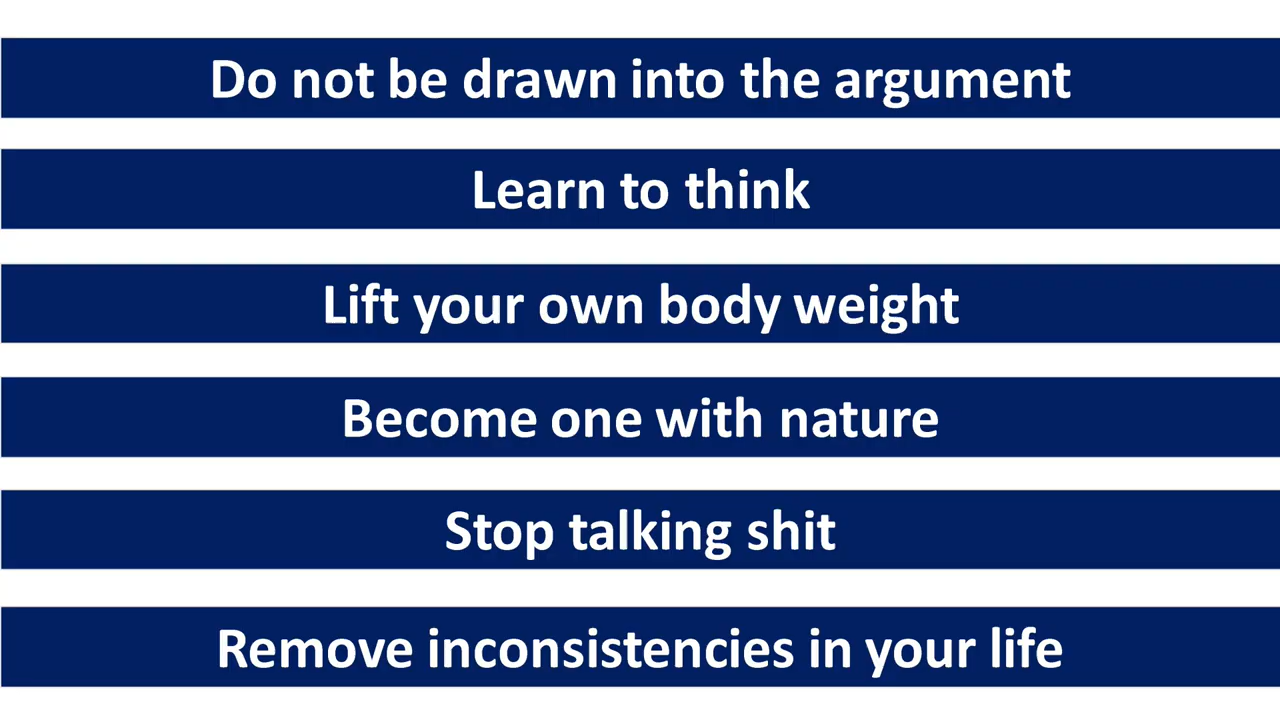 Do not be drawn into the argument
Learn to think
Lift your own body weight
Become one with nature
Stop talking shit
Remove inconsistencies in your life